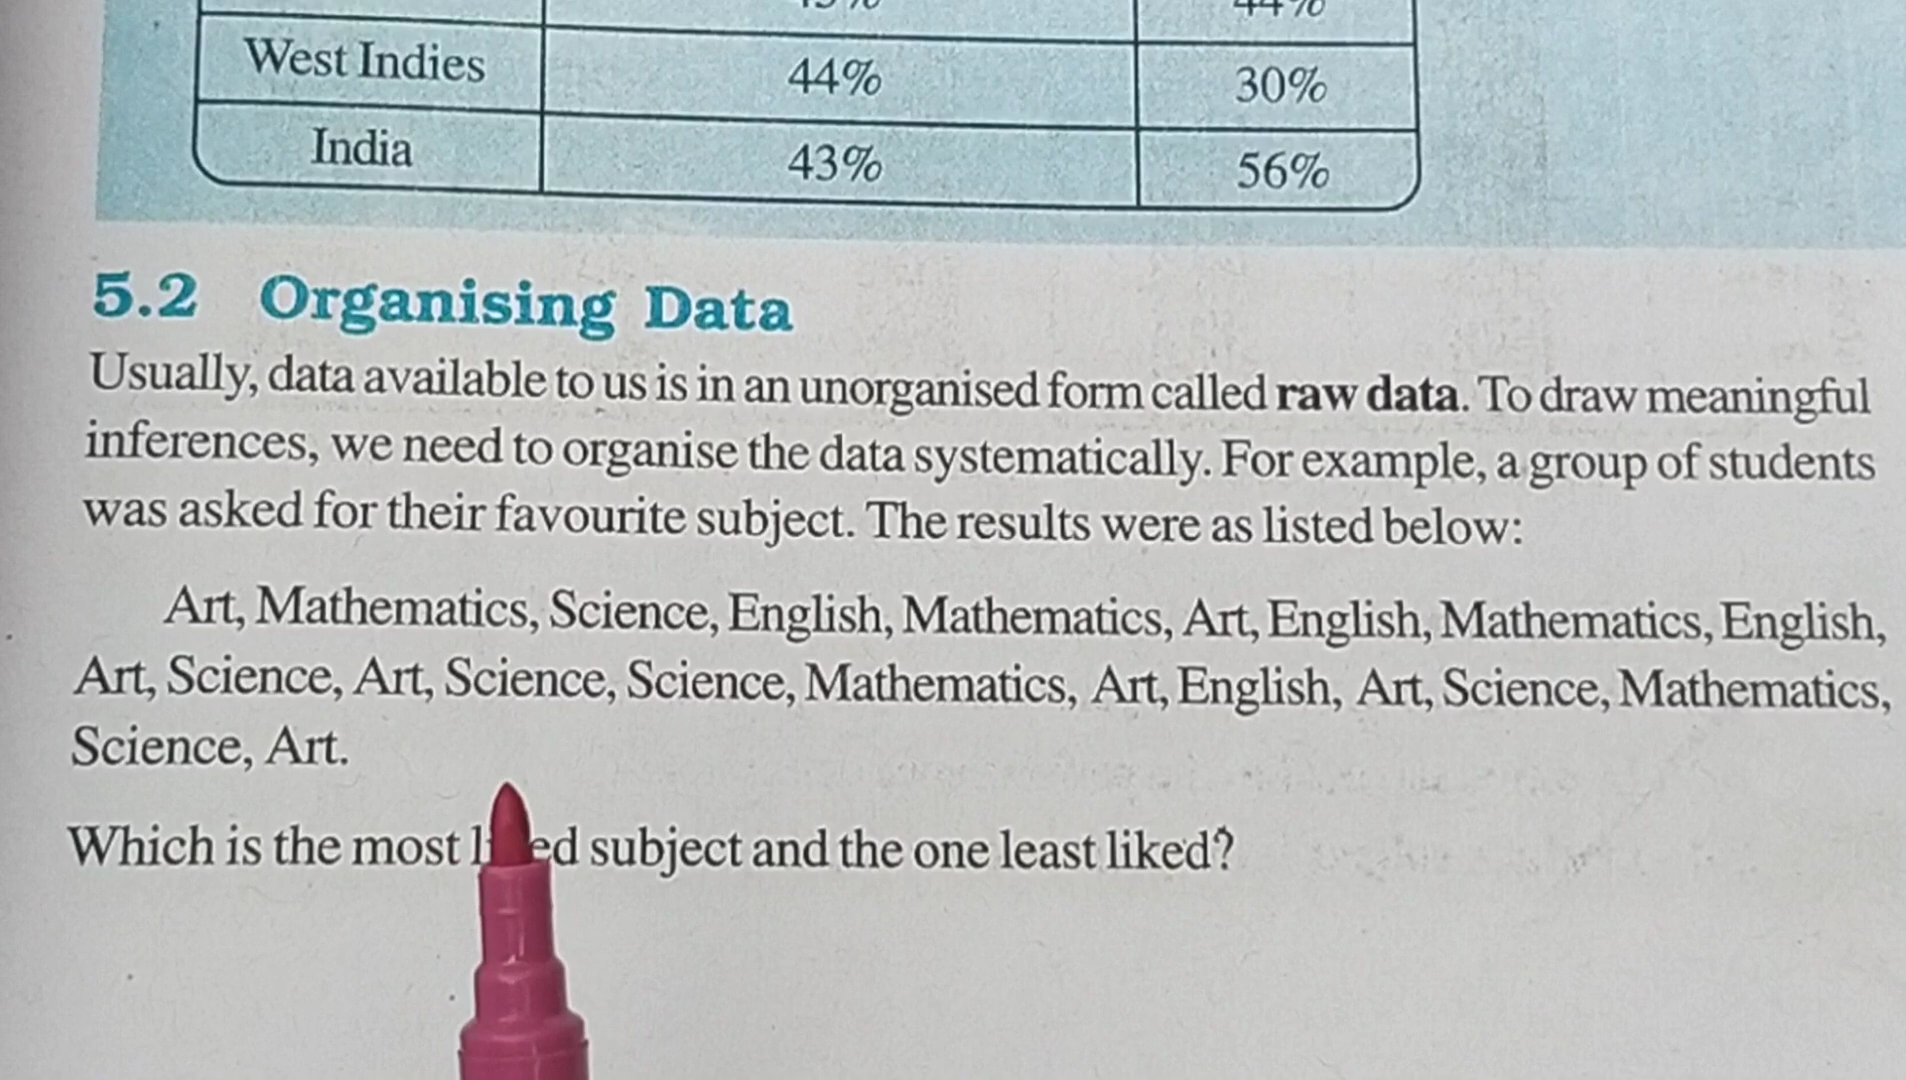 West Indies 44% 30%
India 43% 56%
5.2 Organising Data
Usually, data available to us is in an unorganised form called raw data. To draw meaningful
inferences, we need to organise the data systematically. For example, a group of students
was asked for their favourite subject. The results were as listed below:
Art, Mathematics, Science, English, Mathematics, Art, English, Mathematics, English,
Art, Science, Art, Science, Science, Mathematics, Art, English, Art, Science, Mathematics,
Science, Art.
Which is the most subject and the one least liked?